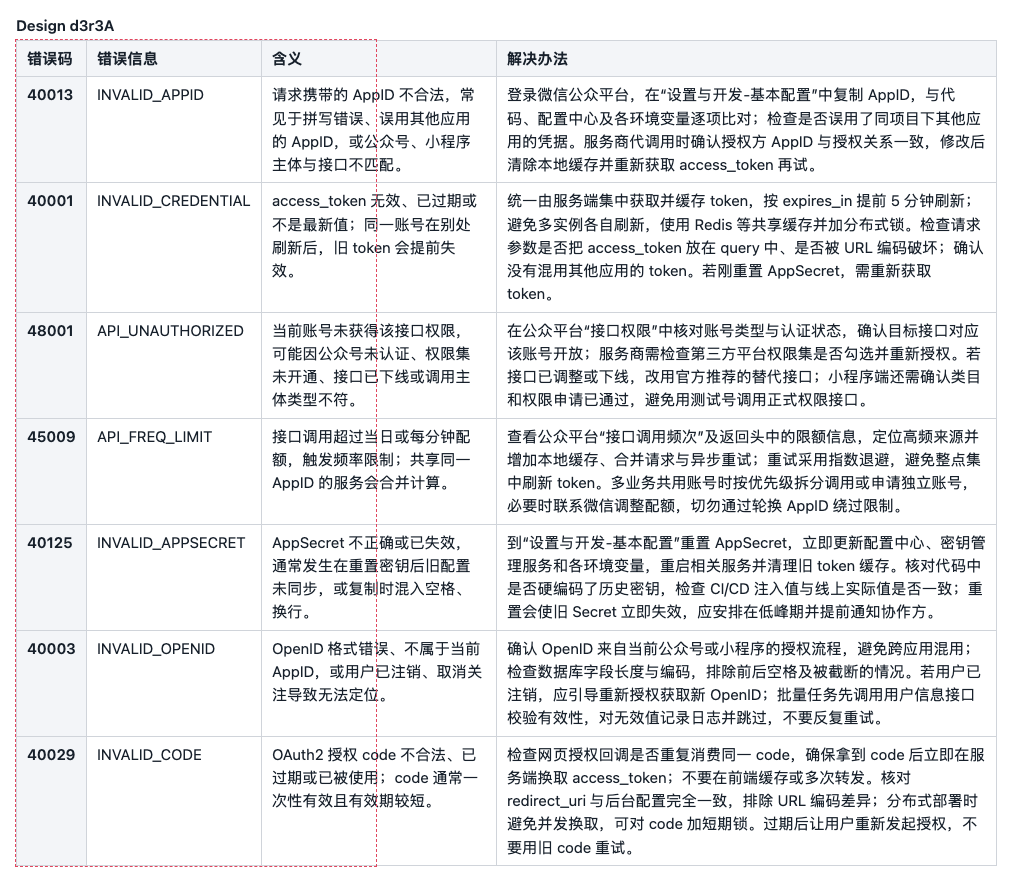 Design d3r3A
错误码 错误信息 含义 解决办法
40013
INVALID_APPID
请求携带的 AppID 不合法，常
见于拼写错误、误用其他应用
的 AppID，或公众号、小程序
主体与接口不匹配。
登录微信公众平台，在“设置与开发-基本配置”中复制 AppID，与代
码、配置中心及各环境变量逐项比对；检查是否误用了同项目下其他应
用的凭据。服务商代调用时确认授权方 AppID 与授权关系一致，修改后
清除本地缓存并重新获取 access_token 再试。
40001
INVALID_CREDENTIAL
access_token 无效、已过期或
不是最新值；同一账号在别处
刷新后，旧 token 会提前失
效。
统一由服务端集中获取并缓存 token，按 expires_in 提前 5 分钟刷新；
避免多实例各自刷新，使用 Redis 等共享缓存并加分布式锁。检查请求
参数是否把 access_token 放在 query 中、是否被 URL 编码破坏；确认
没有混用其他应用的 token。若刚重置 AppSecret，需重新获取
token。
48001
API_UNAUTHORIZED
当前账号未获得该接口权限，
可能因公众号未认证、权限集
未开通、接口已下线或调用主
体类型不符。
在公众平台“接口权限”中核对账号类型与认证状态，确认目标接口对应
该账号开放；服务商需检查第三方平台权限集是否勾选并重新授权。若
接口已调整或下线，改用官方推荐的替代接口；小程序端还需确认类目
和权限申请已通过，避免用测试号调用正式权限接口。
45009
API_FREQ_LIMIT
接口调用超过当日或每分钟配
额，触发频率限制；共享同一
AppID 的服务会合并计算。
查看公众平台“接口调用频次”及返回头中的限额信息，定位高频来源并
增加本地缓存、合并请求与异步重试；重试采用指数退避，避免整点集
中刷新 token。多业务共用账号时按优先级拆分调用或申请独立账号，
必要时联系微信调整配额，切勿通过轮换 AppID 绕过限制。
40125
INVALID_APPSECRET
AppSecret 不正确或已失效，
通常发生在重置密钥后旧配置
未同步，或复制时混入空格、
换行。
到“设置与开发-基本配置”重置 AppSecret，立即更新配置中心、密钥管
理服务和各环境变量，重启相关服务并清理旧 token 缓存。核对代码中
是否硬编码了历史密钥，检查 CI/CD 注入值与线上实际值是否一致；重
置会使旧 Secret 立即失效，应安排在低峰期并提前通知协作方。
40003
INVALID_OPENID
OpenID 格式错误、不属于当前
AppID，或用户已注销、取消关
注导致无法定位。
确认 OpenID 来自当前公众号或小程序的授权流程，避免跨应用混用；
检查数据库字段长度与编码，排除前后空格及被截断的情况。若用户已
注销，应引导重新授权获取新 OpenID；批量任务先调用用户信息接口
校验有效性，对无效值记录日志并跳过，不要反复重试。
40029
INVALID_CODE
OAuth2 授权 code 不合法、已
过期或已被使用；code 通常一
次性有效且有效期较短。
检查网页授权回调是否重复消费同一 code，确保拿到 code 后立即在服
务端换取 access_token；不要在前端缓存或多次转发。核对
redirect_uri 与后台配置完全一致，排除 URL 编码差异；分布式部署时
避免并发换取，可对 code 加短期锁。过期后让用户重新发起授权，不
要用旧 code 重试。